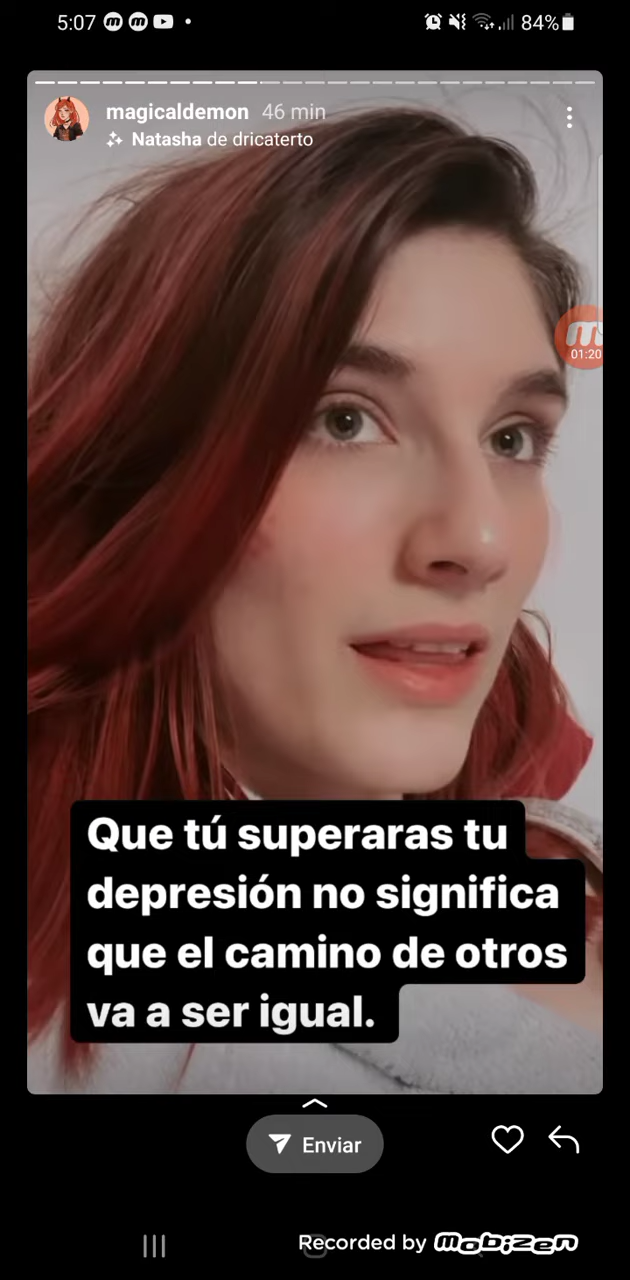 5:07
84%
magicaldemon 46 min
Natasha de dricaterto
01:20
Que tú superaras tu
depresión no significa
que el camino de otros
va a ser igual.
Enviar
Recorded by Mobizen